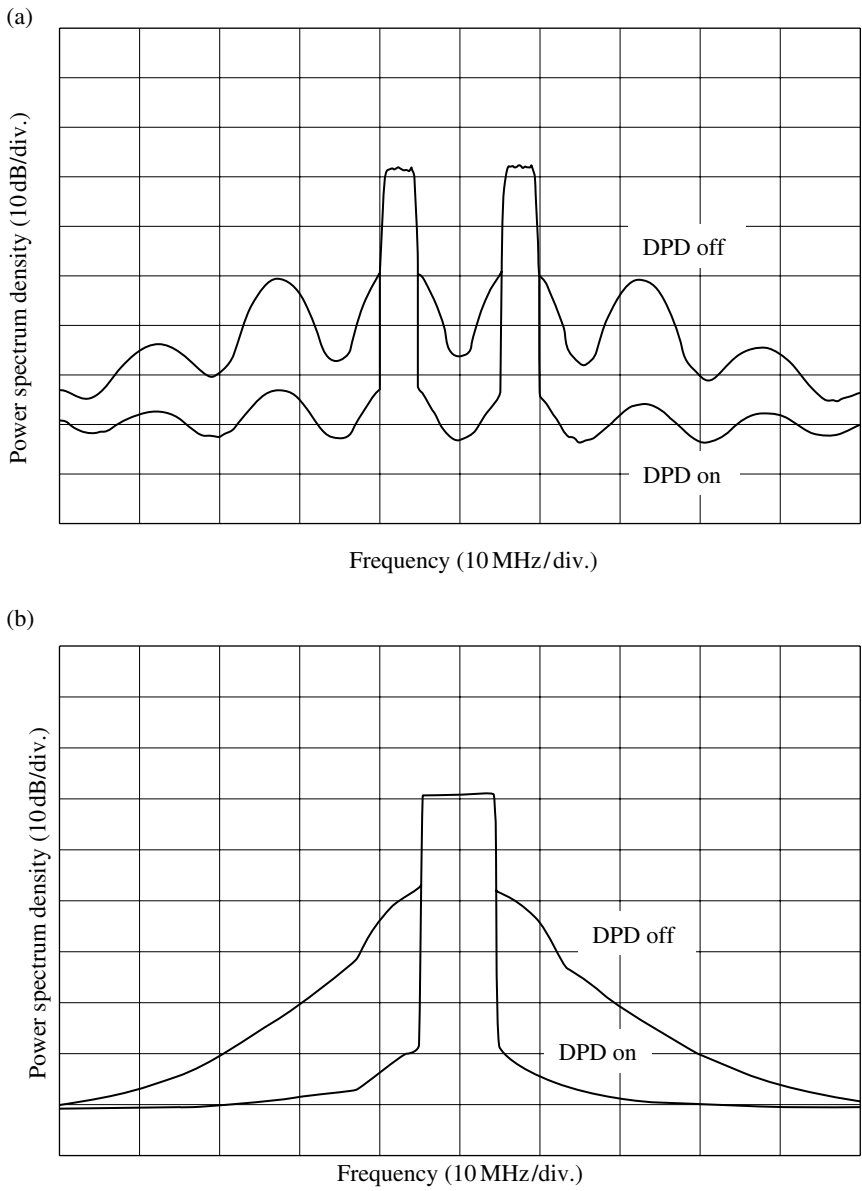 (a)
Power spectrum density (10 dB/div.)
DPD off
DPD on
Frequency (10 MHz/div.)
(b)
Power spectrum density (10 dB/div.)
DPD off
DPD on
Frequency (10 MHz/div.)